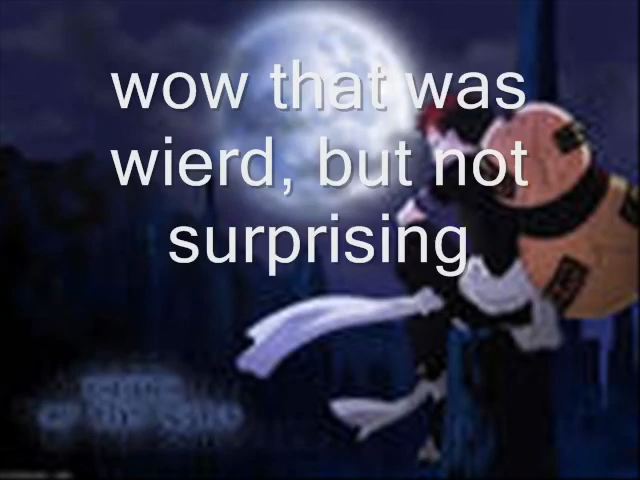 wow that was
wierd, but not
surprising